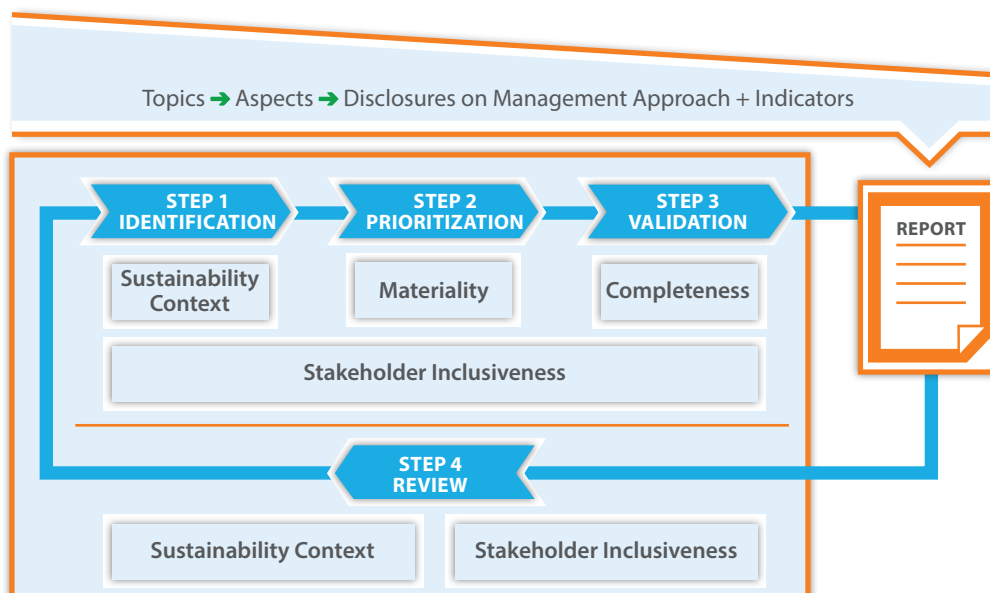 Topics ➔ Aspects ➔ Disclosures on Management Approach + Indicators
STEP 1
IDENTIFICATION
STEP 2
PRIORITIZATION
STEP 3
VALIDATION
REPORT
Sustainability
Context
Materiality
Completeness
Stakeholder Inclusiveness
STEP 4
REVIEW
Sustainability Context
Stakeholder Inclusiveness